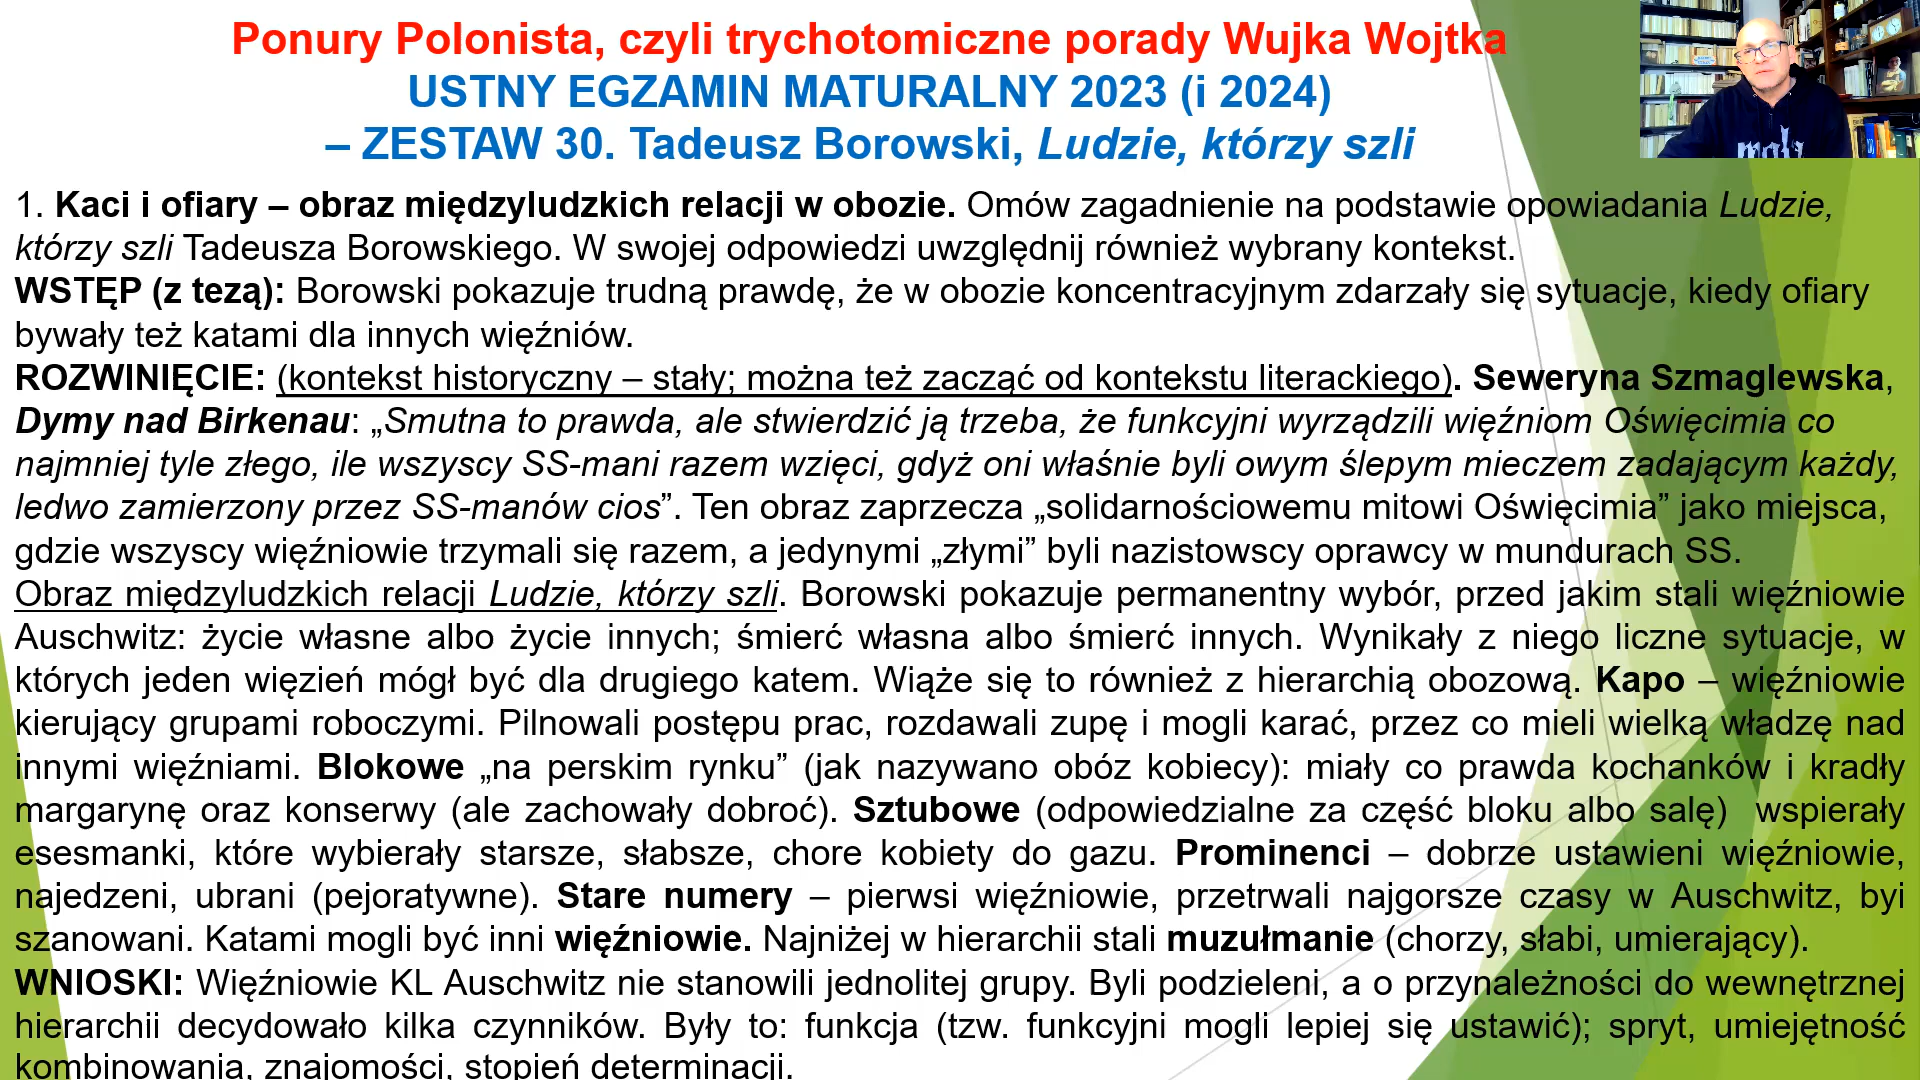 Ponury Polonista, czyli trychotomiczne porady Wujka Wojtka
USTNY EGZAMIN MATURALNY 2023 (i 2024)
– ZESTAW 30. Tadeusz Borowski, Ludzie, którzy szli
1. Kaci i ofiary – obraz międzyludzkich relacji w obozie. Omów zagadnienie na podstawie opowiadania Ludzie,
którzy szli Tadeusza Borowskiego. W swojej odpowiedzi uwzględnij również wybrany kontekst.
WSTĘP (z tezą): Borowski pokazuje trudną prawdę, że w obozie koncentracyjnym zdarzały się sytuacje, kiedy ofiary
bywały też katami dla innych więźniów.
ROZWINIĘCIE: (kontekst historyczny – stały; można też zacząć od kontekstu literackiego). Seweryna Szmaglewska,
Dymy nad Birkenau: „Smutna to prawda, ale stwierdzić ją trzeba, że funkcyjni wyrządzili więźniom Oświęcimia co
najmniej tyle złego, ile wszyscy SS-mani razem wzięci, gdyż oni właśnie byli owym ślepym mieczem zadającym każdy,
ledwo zamierzony przez SS-manów cios”. Ten obraz zaprzecza „solidarnościowemu mitowi Oświęcimia” jako miejsca,
gdzie wszyscy więźniowie trzymali się razem, a jedynymi „złymi” byli nazistowscy oprawcy w mundurach SS.
Obraz międzyludzkich relacji Ludzie, którzy szli. Borowski pokazuje permanentny wybór, przed jakim stali więźniowie
Auschwitz: życie własne albo życie innych; śmierć własna albo śmierć innych. Wynikały z niego liczne sytuacje, w
których jeden więzień mógł być dla drugiego katem. Wiąże się to również z hierarchią obozową. Kapo – więźniowie
kierujący grupami roboczymi. Pilnowali postępu prac, rozdawali zupę i mogli karać, przez co mieli wielką władzę nad
innymi więźniami. Blokowe „na perskim rynku” (jak nazywano obóz kobiecy): miały co prawda kochanków i kradły
margarynę oraz konserwy (ale zachowały dobroć). Sztubowe (odpowiedzialne za część bloku albo salę) wspierały
esesmanki, które wybierały starsze, słabsze, chore kobiety do gazu. Prominenci – dobrze ustawieni więźniowie,
najedzeni, ubrani (pejoratywne). Stare numery – pierwsi więźniowie, przetrwali najgorsze czasy w Auschwitz, byi
szanowani. Katami mogli być inni więźniowie. Najniżej w hierarchii stali muzułmanie (chorzy, słabi, umierający).
WNIOSKI: Więźniowie KL Auschwitz nie stanowili jednolitej grupy. Byli podzieleni, a o przynależności do wewnętrznej
hierarchii decydowało kilka czynników. Były to: funkcja (tzw. funkcyjni mogli lepiej się ustawić); spryt, umiejętność
kombinowania, znajomości, stopień determinacji.